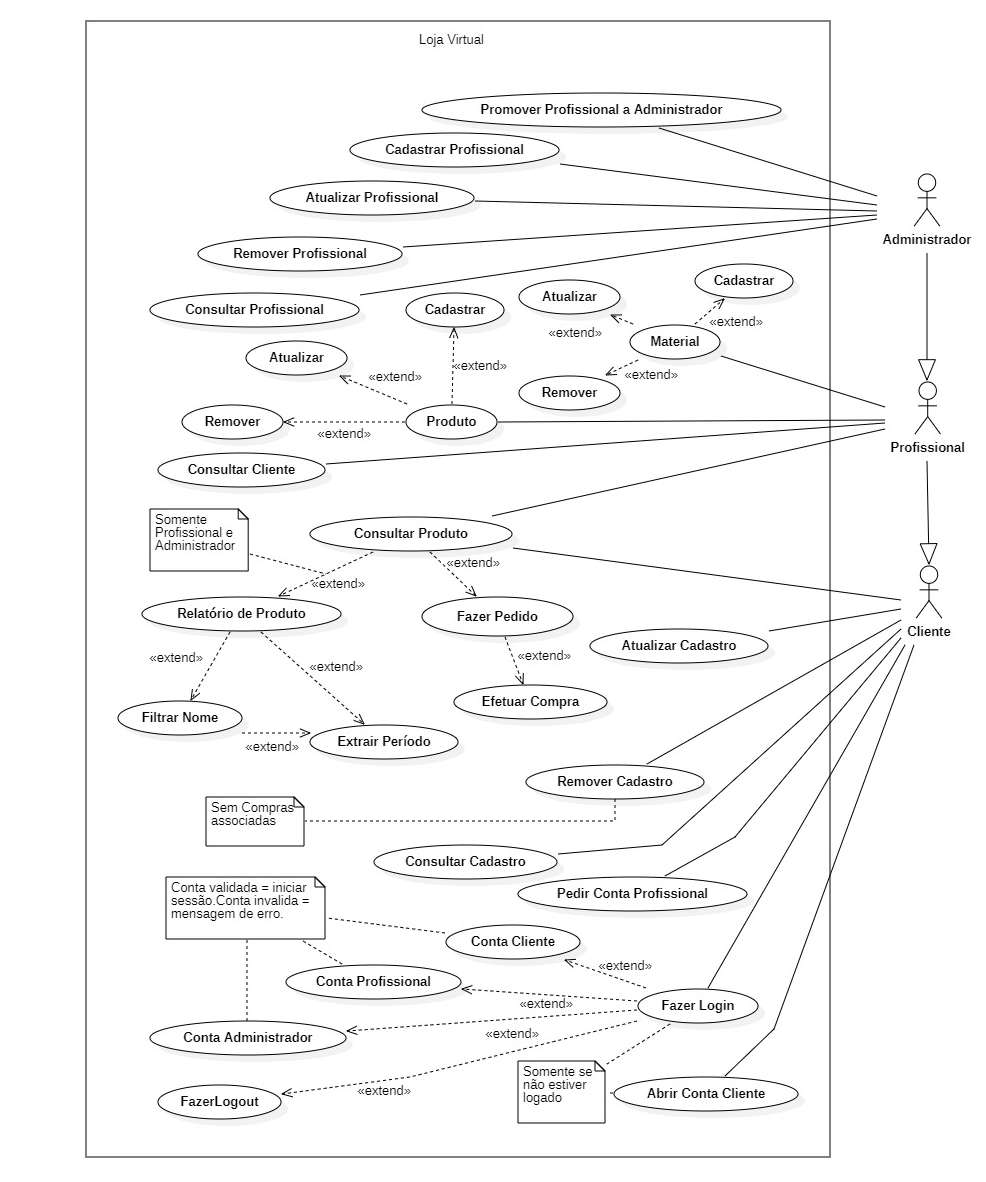 Loja Virtual
Promover Profissional a Administrador
Cadastrar Profissional
Atualizar Profissional
Administrador
Remover Profissional
Consultar Profissional
Cadastrar
Atualizar
Cadastrar
«extend»
«extend»
Material
Atualizar
«extend»
«extend»
«extend»
Remover
Remover
Produto
«extend»
Profissional
Consultar Cliente
Somente
Profissional e
Administrador
Consultar Produto
«extend»
«extend»
Relatório de Produto
Fazer Pedido
Cliente
Atualizar Cadastro
«extend»
«extend»
«extend»
Efetuar Compra
Filtrar Nome
«extend»
Extrair Período
Remover Cadastro
Sem Compras
associadas
Consultar Cadastro
Conta validada = iniciar
sessão.Conta invalida =
mensagem de erro.
Pedir Conta Profissional
Conta Cliente
«extend»
Conta Profissional
«extend»
Fazer Login
Conta Administrador
«extend»
Somente se
não estiver
logado
«extend»
Abrir Conta Cliente
FazerLogout